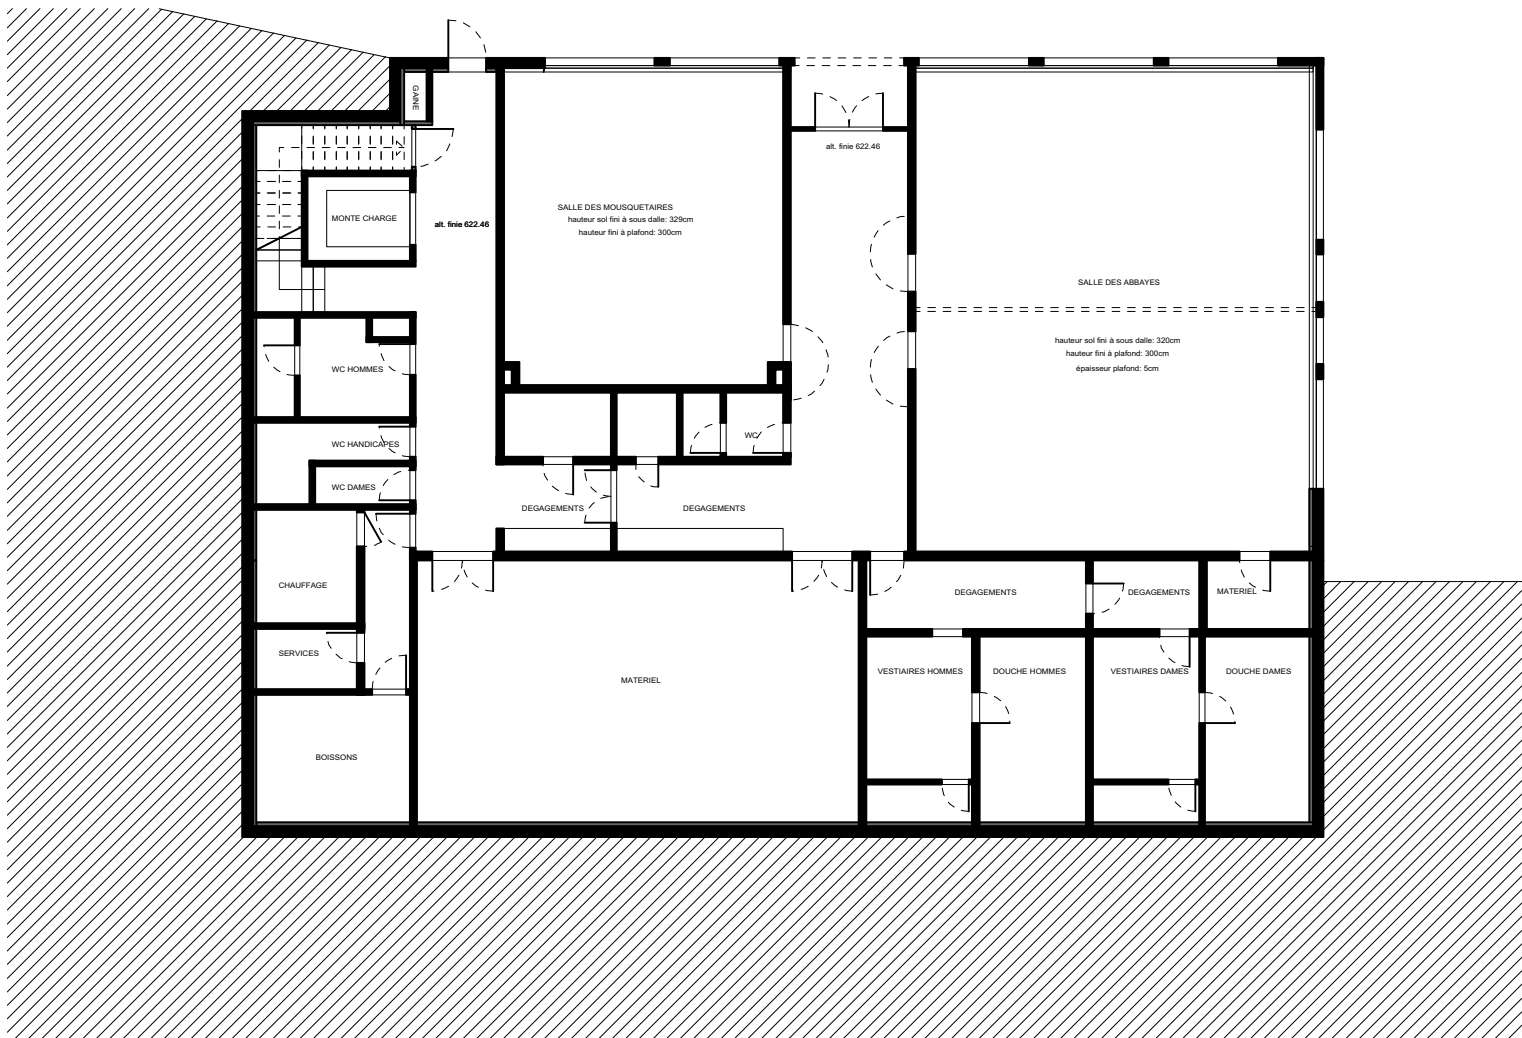 GAINE
alt. finie 622.46
SALLE DES MOUSQUETAIRES
hauteur sol fini à sous dalle: 329cm
hauteur fini à plafond: 300cm
MONTE CHARGE
alt. finie 622.46
SALLE DES ABBAYES
hauteur sol fini à sous dalle: 320cm
hauteur fini à plafond: 300cm
épaisseur plafond: 5cm
WC HOMMES
WC HANDICAPES
WC
WC DAMES
DEGAGEMENTS
DEGAGEMENTS
CHAUFFAGE
DEGAGEMENTS
DEGAGEMENTS
MATERIEL
SERVICES
MATERIEL
VESTIAIRES HOMMES
DOUCHE HOMMES
VESTIAIRES DAMES
DOUCHE DAMES
BOISSONS